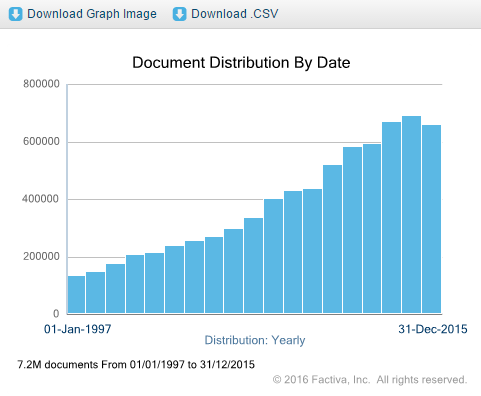 Download Graph Image Download .CSV
Document Distribution By Date
800000
600000
400000
200000
0
01-Jan-1997 31-Dec-2015
Distribution: Yearly
7.2M documents From 01/01/1997 to 31/12/2015
© 2016 Factiva, Inc. All rights reserved.